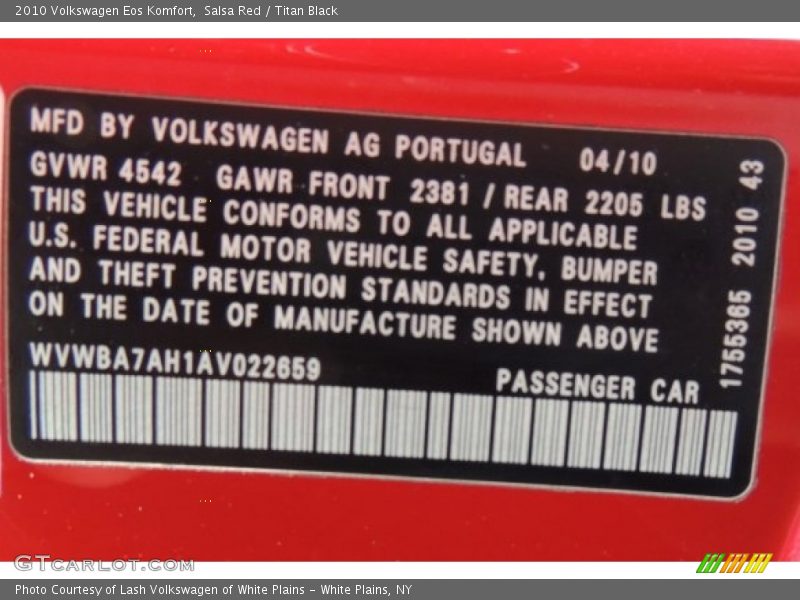 2010 Volkswagen Eos Komfort,  Salsa Red / Titan Black
MFD BY VOLKSWAGEN AG PORTUGAL 04/10
GVWR 4542 GAWR FRONT 2381 / REAR 2205 LBS
THIS VEHICLE CONFORMS TO ALL APPLICABLE
U.S. FEDERAL MOTOR VEHICLE SAFETY, BUMPER
AND THEFT PREVENTION STANDARDS IN EFFECT
ON THE DATE OF MANUFACTURE SHOWN ABOVE
WVWBA7AH1AV022659 PASSENGER CAR
1755365 2010 43
GTcarlot.com
Photo Courtesy of Lash Volkswagen of White Plains - White Plains, NY